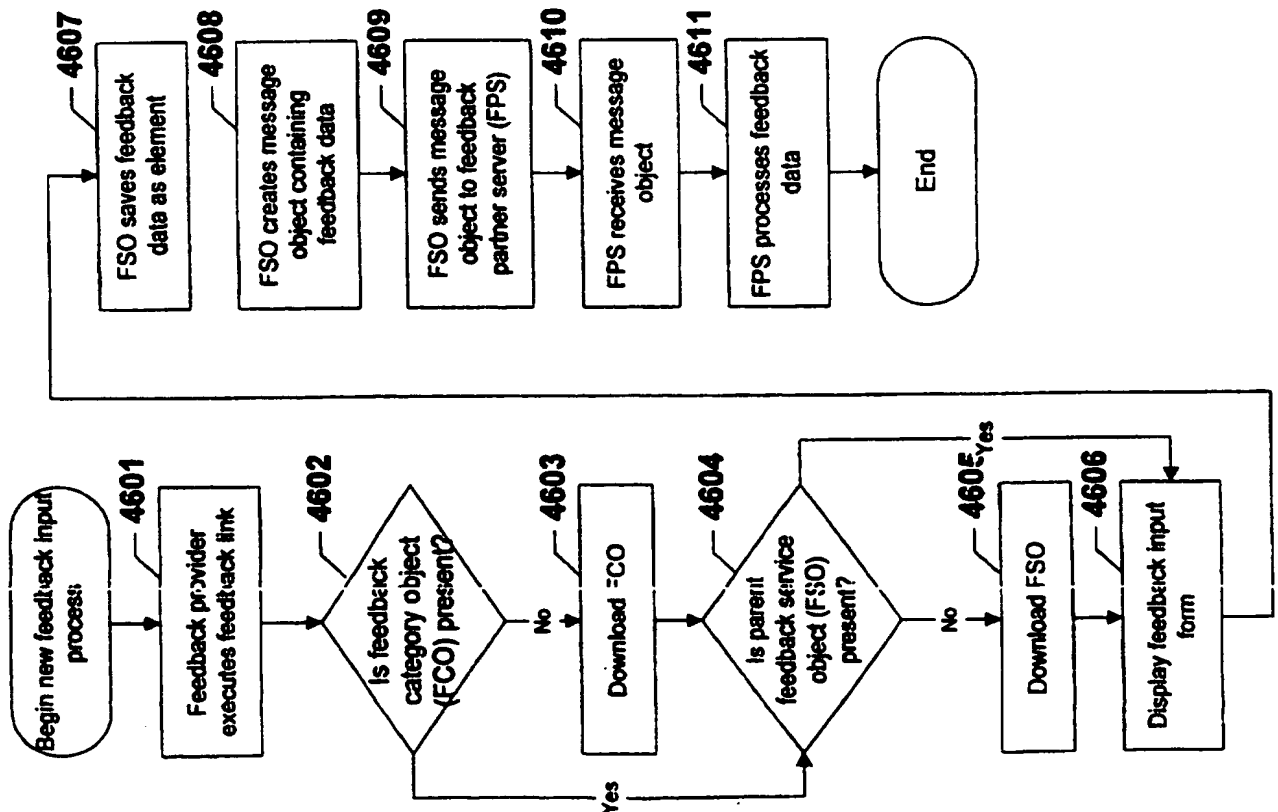 Begin new feedback input
process
4601
Feedback provider
executes feedback link
4602
Is feedback
category object
(FCO) present?
Yes
No
4603
Download FCO
4604
Is parent
feedback service
object (FSO)
present?
Yes
No
4605
Download FSO
4606
Display feedback input
form
4607
FSO saves feedback
data as element
4608
FSO creates message
object containing
feedback data
4609
FSO sends message
object to feedback
partner server (FPS)
4610
FPS receives message
object
4611
FPS processes feedback
data
End